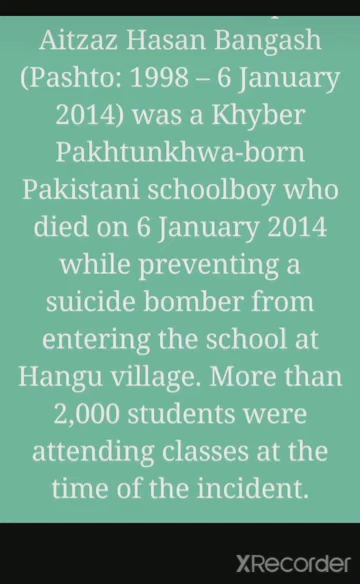 Aitzaz Hasan Bangash
(Pashto: 1998 – 6 January
2014) was a Khyber
Pakhtunkhwa-born
Pakistani schoolboy who
died on 6 January 2014
while preventing a
suicide bomber from
entering the school at
Hangu village. More than
2,000 students were
attending classes at the
time of the incident.
XRecorder